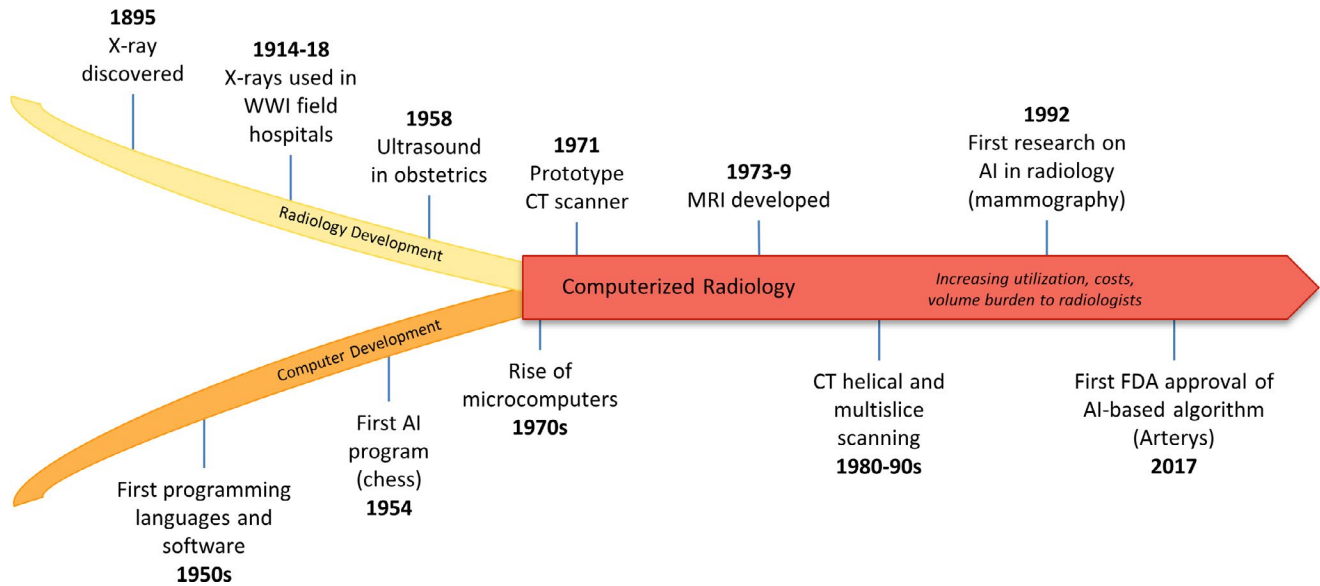 1895
X-ray
discovered
1914-18
X-rays used in
WWI field
hospitals
1958
Ultrasound
in obstetrics
1971
Prototype
CT scanner
1973-9
MRI developed
1992
First research on
AI in radiology
(mammography)
Radiology Development
Computerized Radiology
Increasing utilization, costs,
volume burden to radiologists
Computer Development
First programming
languages and
software
1950s
First AI
program
(chess)
1954
Rise of
microcomputers
1970s
CT helical and
multislice
scanning
1980-90s
First FDA approval of
AI-based algorithm
(Arterys)
2017